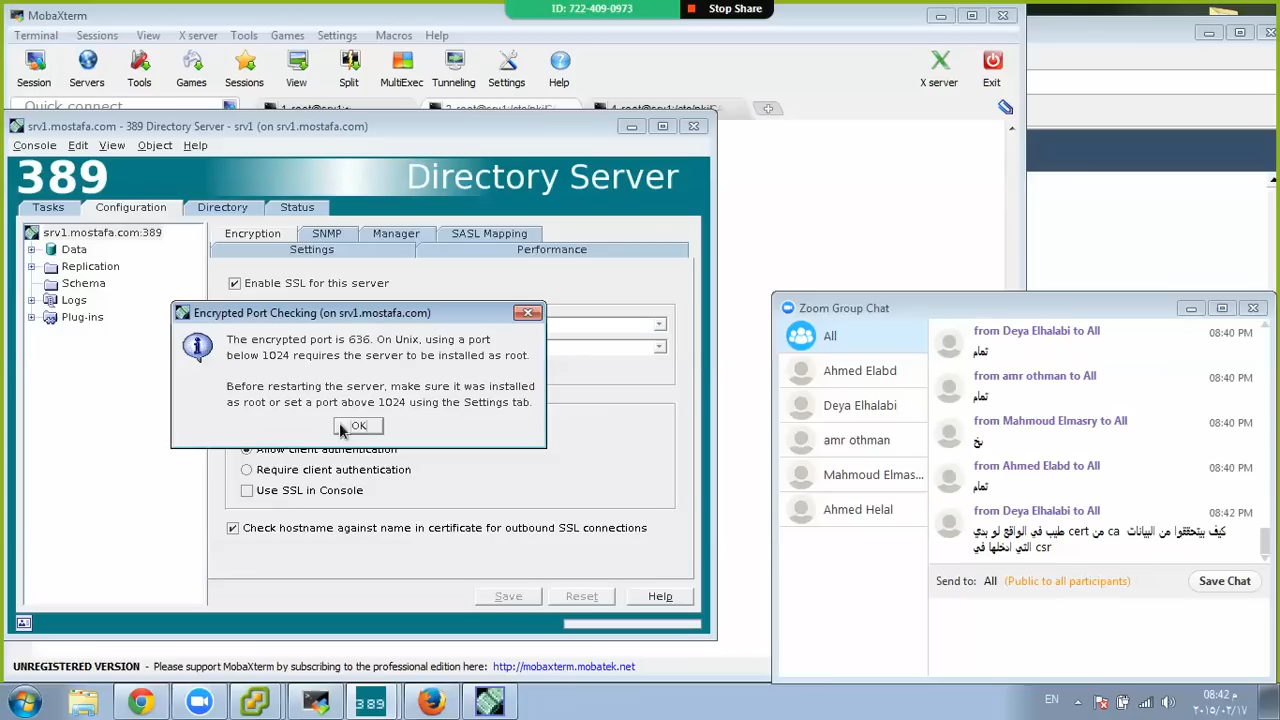 ID: 722-409-0973
Stop Share
MobaXterm
Terminal Sessions View X server Tools Games Settings Macros Help
Session Servers Tools Games Sessions View Split MultiExec Tunneling Settings Help X server Exit
Quick connect
srv1.mostafa.com - 389 Directory Server - srv1 (on srv1.mostafa.com)
Console Edit View Object Help
389 Directory Server
Tasks Configuration Directory Status
srv1.mostafa.com:389
Data
Replication
Schema
Logs
Plug-ins
Encryption SNMP Manager SASL Mapping
Settings Performance
Enable SSL for this server
Encrypted Port Checking (on srv1.mostafa.com)
The encrypted port is 636. On Unix, using a port
below 1024 requires the server to be installed as root.
Before restarting the server, make sure it was installed
as root or set a port above 1024 using the Settings tab.
OK
Allow client authentication
Require client authentication
Use SSL in Console
Check hostname against name in certificate for outbound SSL connections
Save Reset Help
UNREGISTERED VERSION - Please support MobaXterm by subscribing to the professional edition here: http://mobaxterm.mobatek.net
Zoom Group Chat
All
Ahmed Elabd
Deya Elhalabi
amr othman
Mahmoud Elmas...
Ahmed Helal
from Deya Elhalabi to All 08:40 PM
تمام
from amr othman to All 08:40 PM
تمام
from Mahmoud Elmasry to All 08:40 PM
from Ahmed Elabd to All 08:40 PM
تمام
from Deya Elhalabi to All 08:42 PM
طيب في الواقع لو بدي cert من ca كيف بيتحققوا من البيانات
التي ادخلها في csr
Send to: All (Public to all participants) Save Chat
389
EN
08:42 م
٢٠١٥/٠٢/١٧